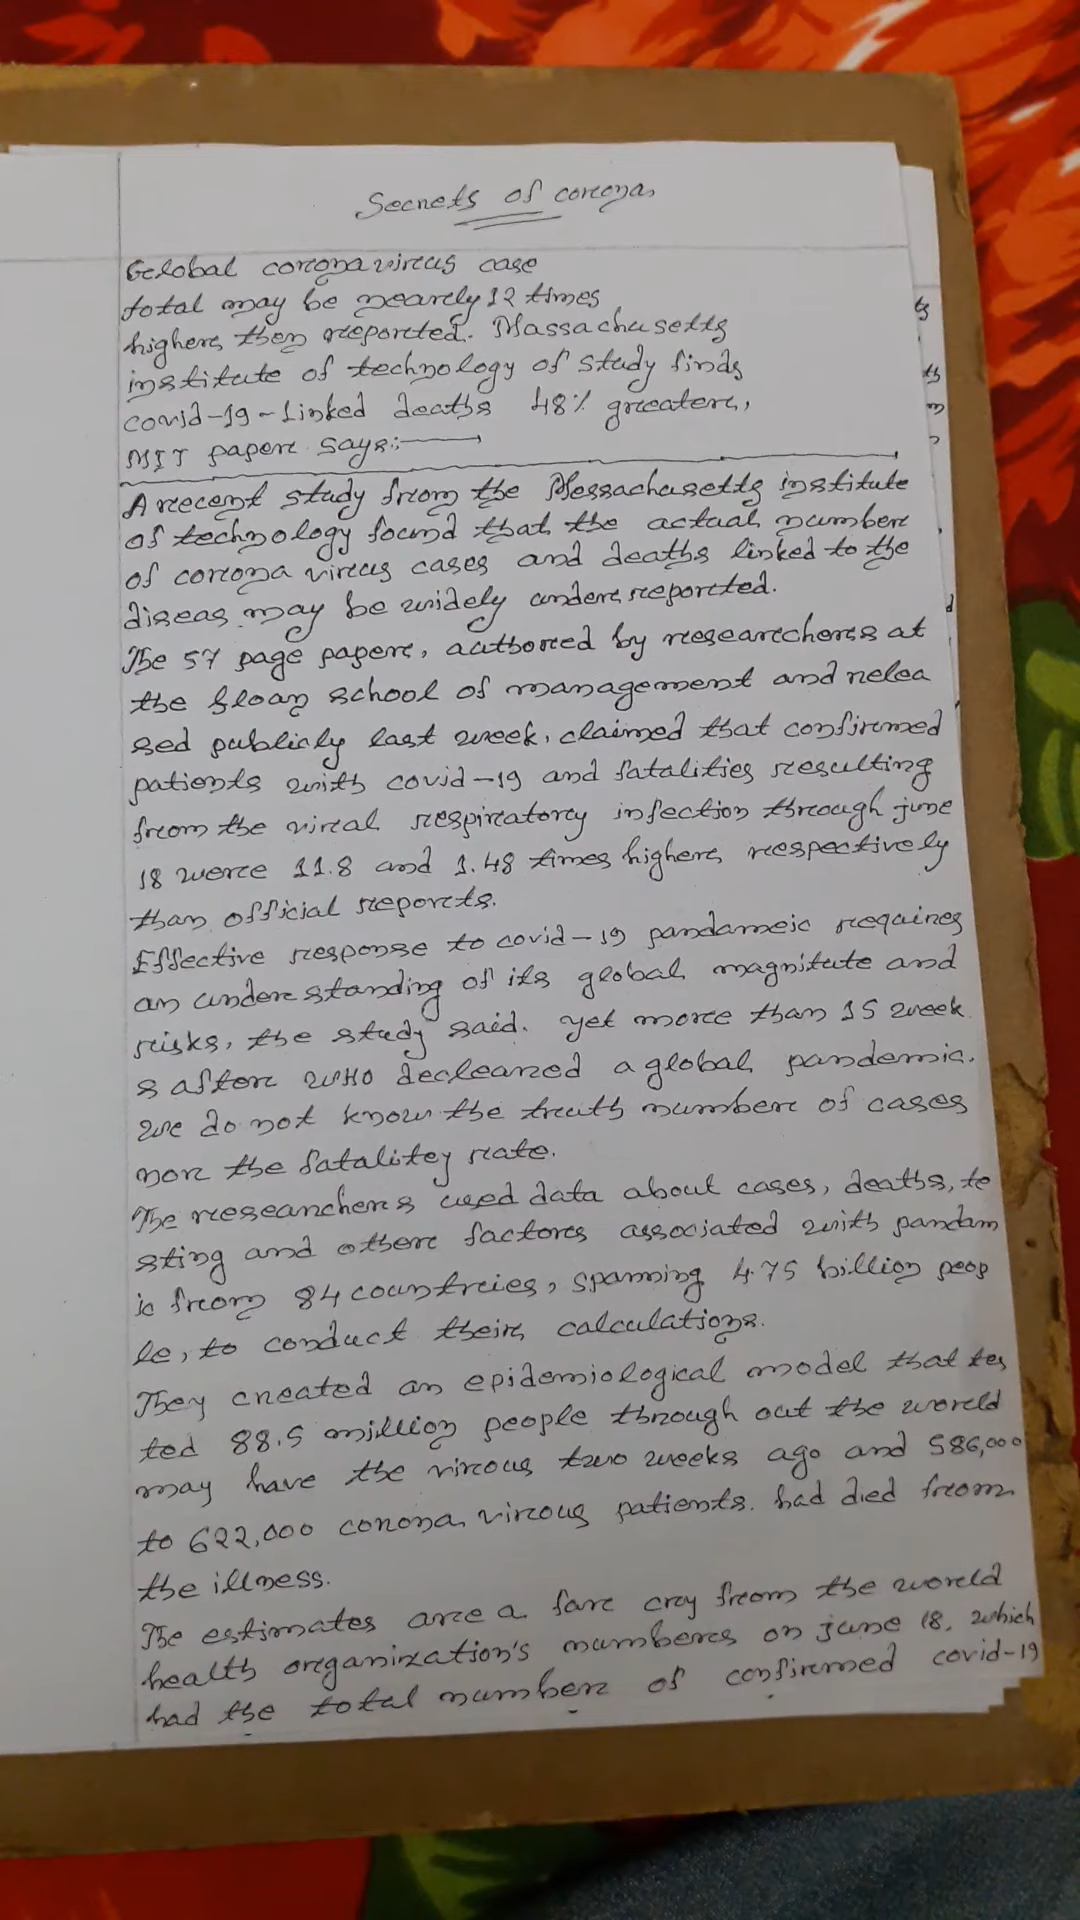 Secrets of corona
Gelobal corona virus case
total may be nearly 12 times
higher then reported. Massachusetts
institute of technology of study finds
covid-19-Linked deaths 48% greater,
MIT paper says:-
A recent study from the Messachusetts institute
of technology found that the actual number
of corona virus cases and deaths linked to the
diseas may be widely under reported.
The 57 page paper, authored by researchers at
the sloan school of management and relea
sed publicly last week, claimed that confirmed
patients with covid-19 and fatalities resulting
from the viral respiratory infection through june
18 were 11.8 and 1.48 times higher respectively
than official reports.
Effective response to covid-19 pandameic requires
an under standing of its global magnitute and
risks, the study said. yet more than 15 week
s after WHO decleared a global pandemic.
we do not know the truth number of cases
nor the fatalitey rate.
The researchers used data about cases, deaths, te
sting and other factors associated with pandam
ic from 84 countries, spanning 4.75 billion peop
le, to conduct their calculations.
They created an epidemiological model that tes
ted 88.5 million people through out the world
may have the virous two weeks ago and 586,000
to 622,000 corona virous patients. had died from
the illness.
The estimates are a far cry from the world
health organization's numbers on june 18, which
had the total number of confirmed covid-19